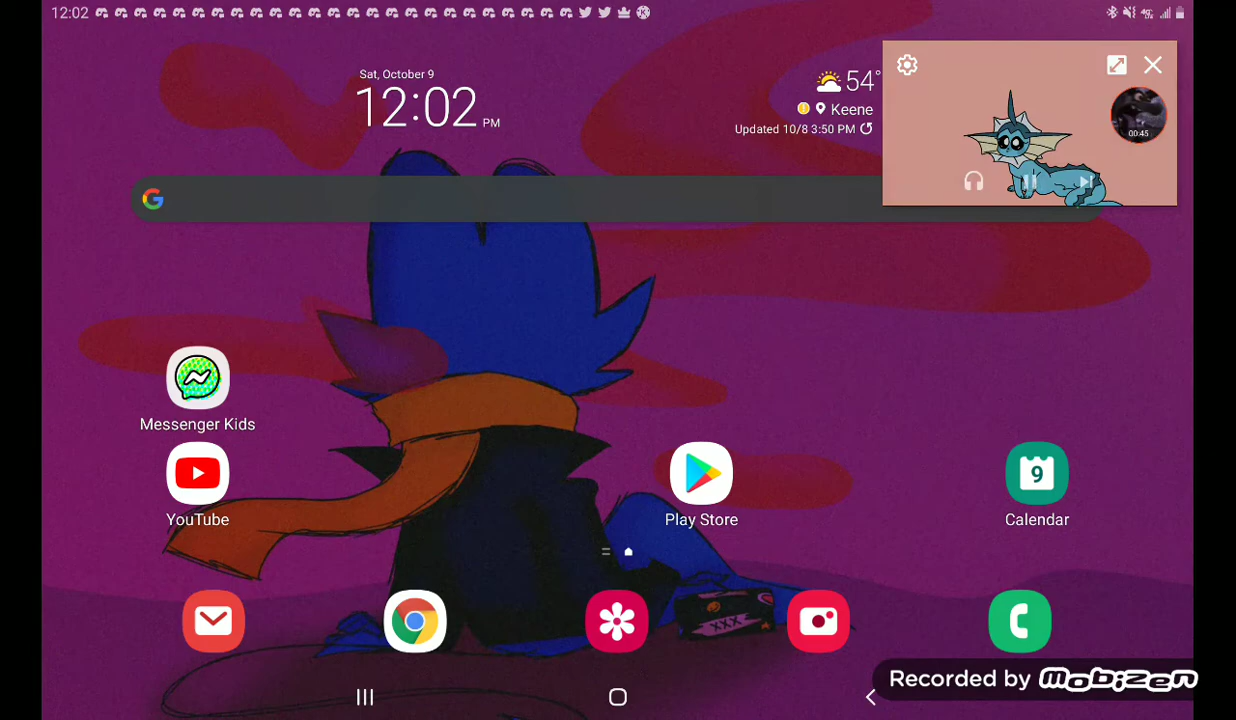 12:02
Sat, October 9
12:02 PM
54°
Keene
Updated 10/8 3:50 PM
00:45
Messenger Kids
YouTube
Play Store
9
Calendar
XXX
Recorded by Mobizen